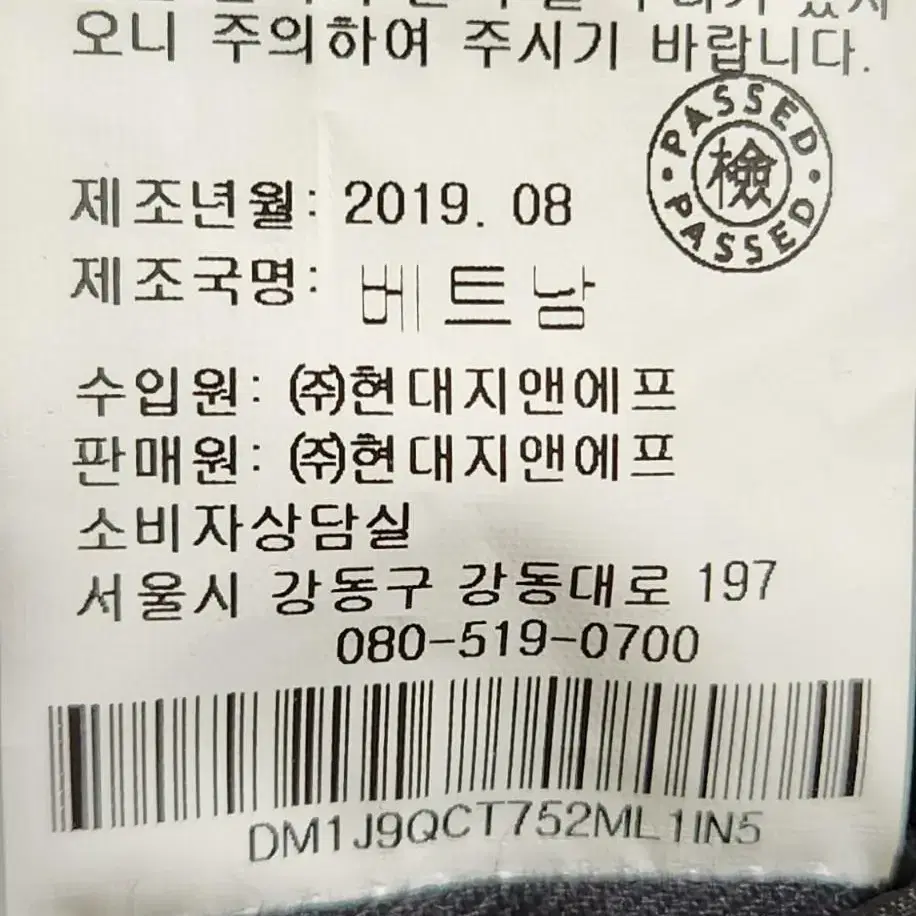 오니 주의하여 주시기 바랍니다.
PASSED
檢
PASSED
제조년월: 2019. 08
제조국명: 베트남
수입원: ㈜현대지앤에프
판매원: ㈜현대지앤에프
소비자상담실
서울시 강동구 강동대로 197
080-519-0700
DM1J9QCT752ML1IN5